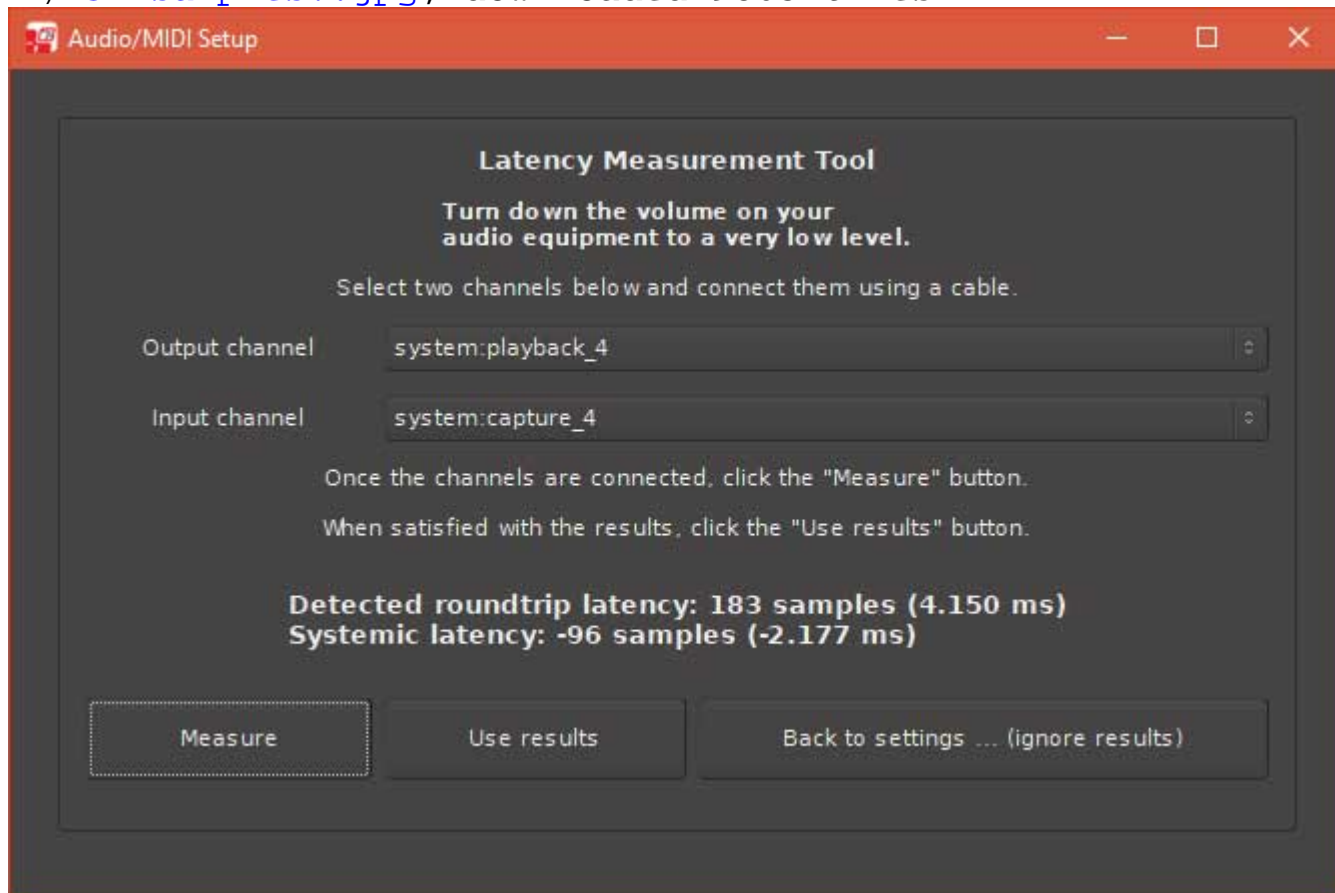 Audio/MIDI Setup
Latency Measurement Tool
Turn down the volume on your
audio equipment to a very low level.
Select two channels below and connect them using a cable.
Output channel
system:playback_4
Input channel
system:capture_4
Once the channels are connected, click the "Measure" button.
When satisfied with the results, click the "Use results" button.
Detected roundtrip latency: 183 samples (4.150 ms)
Systemic latency: -96 samples (-2.177 ms)
Measure
Use results
Back to settings ... (ignore results)